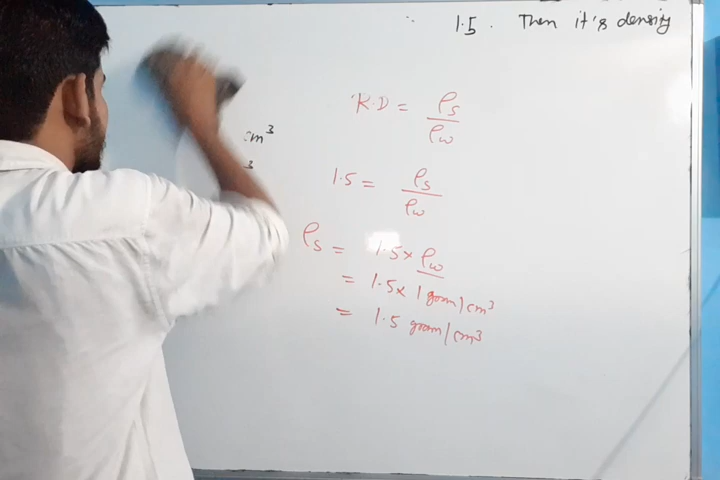 1.5. Then it's density
cm³
3
R.D = ρs/ρw
1.5 = ρs/ρw
ρs = 1.5 × ρw
= 1.5 × 1 gram/cm³
= 1.5 gram/cm³